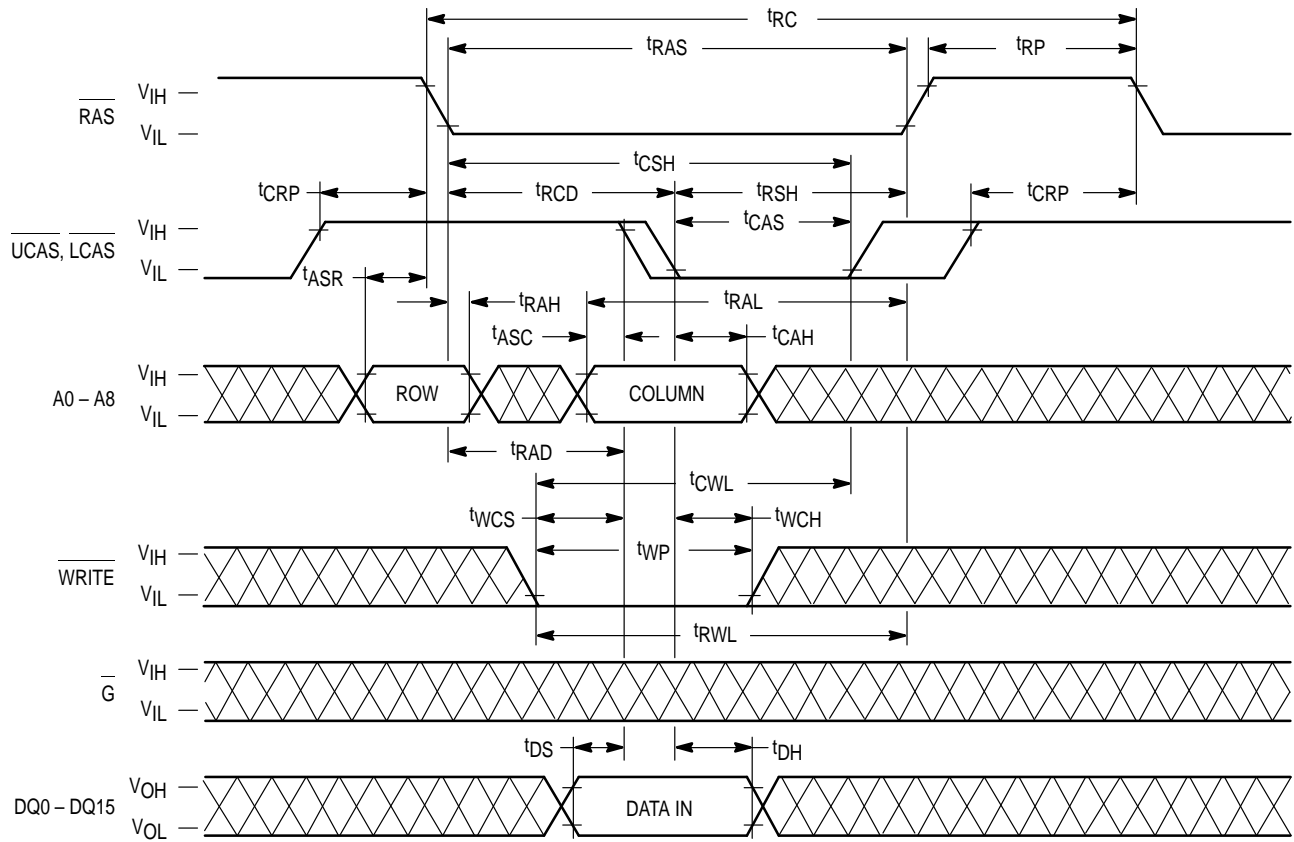 tRC
tRAS
tRP
RAS
VIH
VIL
tCSH
tCRP
tRCD
tRSH
tCRP
tCAS
UCAS, LCAS
VIH
VIL
tASR
tRAH
tRAL
tASC
tCAH
A0 – A8
VIH
VIL
ROW
COLUMN
tRAD
tCWL
tWCS
tWCH
tWP
WRITE
VIH
VIL
tRWL
G
VIH
VIL
tDS
tDH
DQ0 – DQ15
VOH
VOL
DATA IN